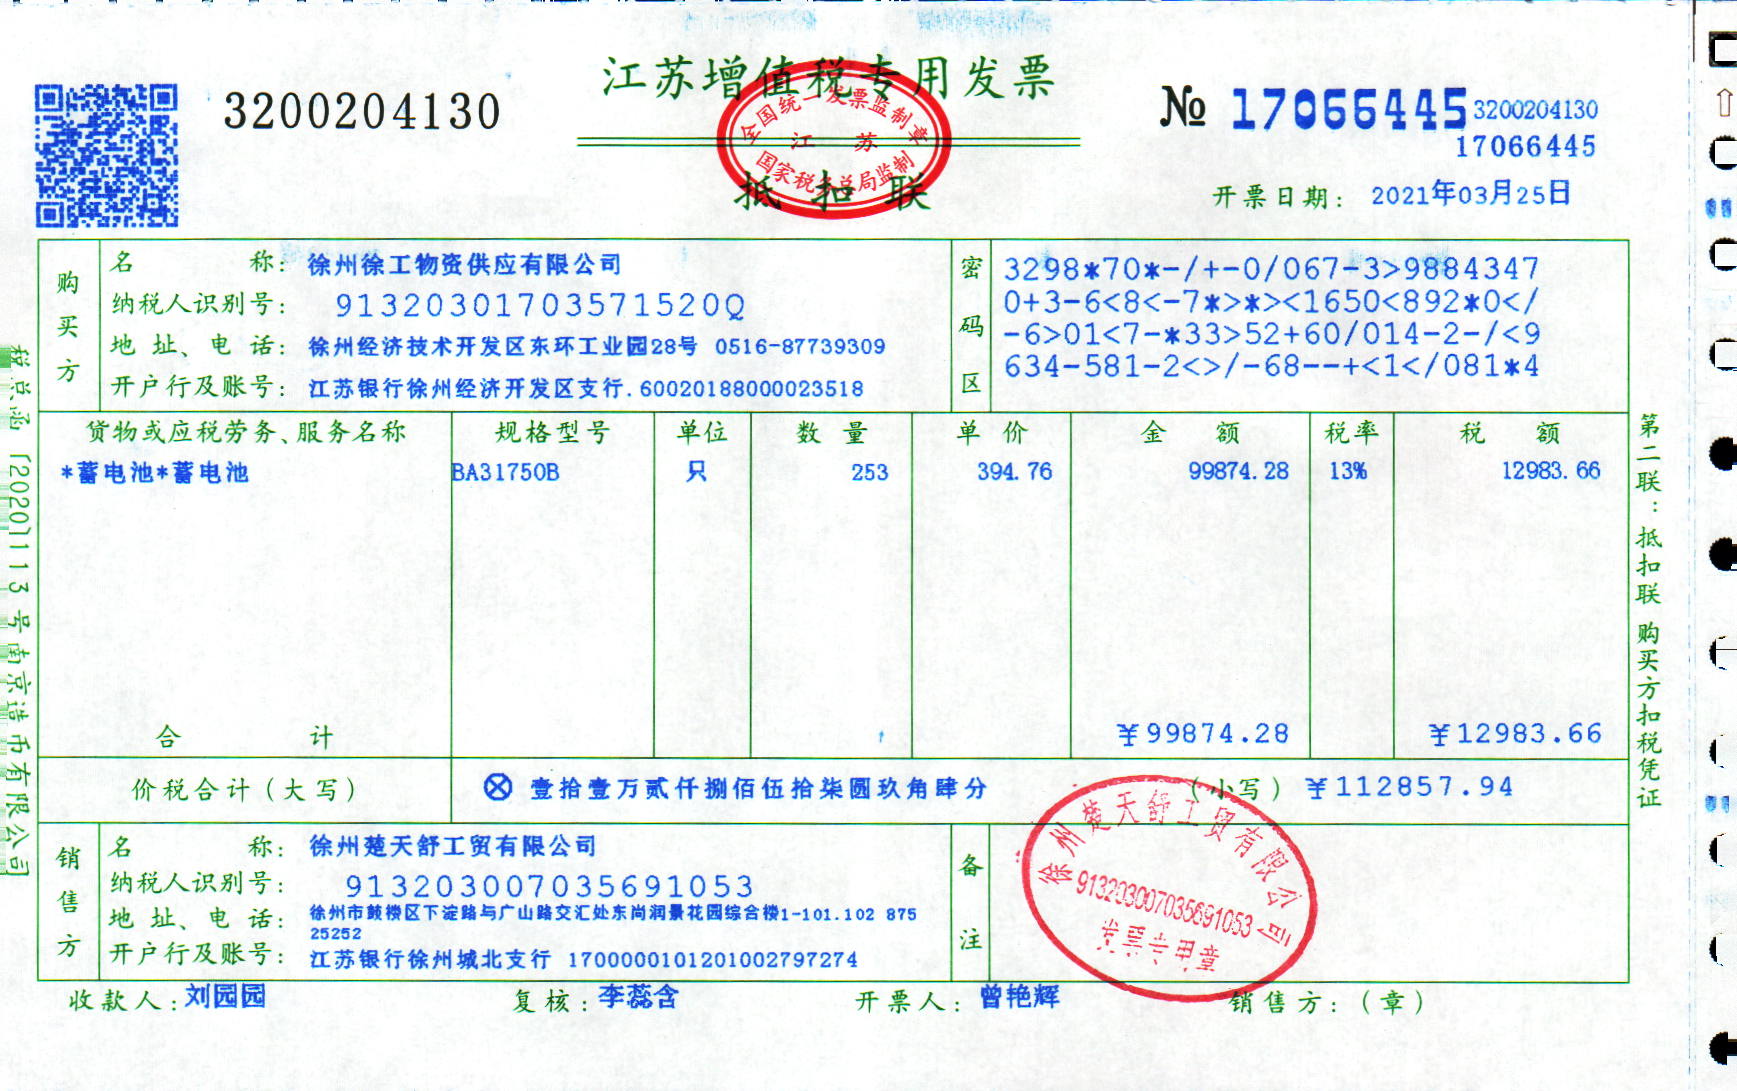 江苏增值税专用发票
3200204130
全国统一发票监制章
江苏
国家税务总局监制
抵扣联
№ 17066445
3200204130
17066445
开票日期: 2021年03月25日
购买方
名称: 徐州徐工物资供应有限公司
纳税人识别号: 91320301703571520Q
地址、电话: 徐州经济技术开发区东环工业园28号 0516-87739309
开户行及账号: 江苏银行徐州经济开发区支行.60020188000023518
密码区
3298*70*-/+-0/067-3>9884347
0+3-6<8<-7*>*><1650<892*0</
-6>01<7-*33>52+60/014-2-/<9
634-581-2<>/-68--+<1</081*4
货物或应税劳务、服务名称 规格型号 单位 数量 单价 金额 税率 税额
*蓄电池*蓄电池 BA31750B 只 253 394.76 99874.28 13% 12983.66
合计 ¥99874.28 ¥12983.66
价税合计(大写) ⊗壹拾壹万贰仟捌佰伍拾柒圆玖角肆分 (小写) ¥112857.94
销售方
名称: 徐州楚天舒工贸有限公司
纳税人识别号: 913203007035691053
地址、电话: 徐州市鼓楼区下淀路与广山路交汇处东尚润景花园综合楼1-101.102 875
25252
开户行及账号: 江苏银行徐州城北支行 1700000101201002797274
备注
徐州楚天舒工贸有限公司
913203007035691053
发票专用章
收款人: 刘园园 复核: 李蕊含 开票人: 曾艳辉 销售方: (章)
税总函〔2020〕113号南京造币有限公司
第二联: 抵扣联 购买方扣税凭证